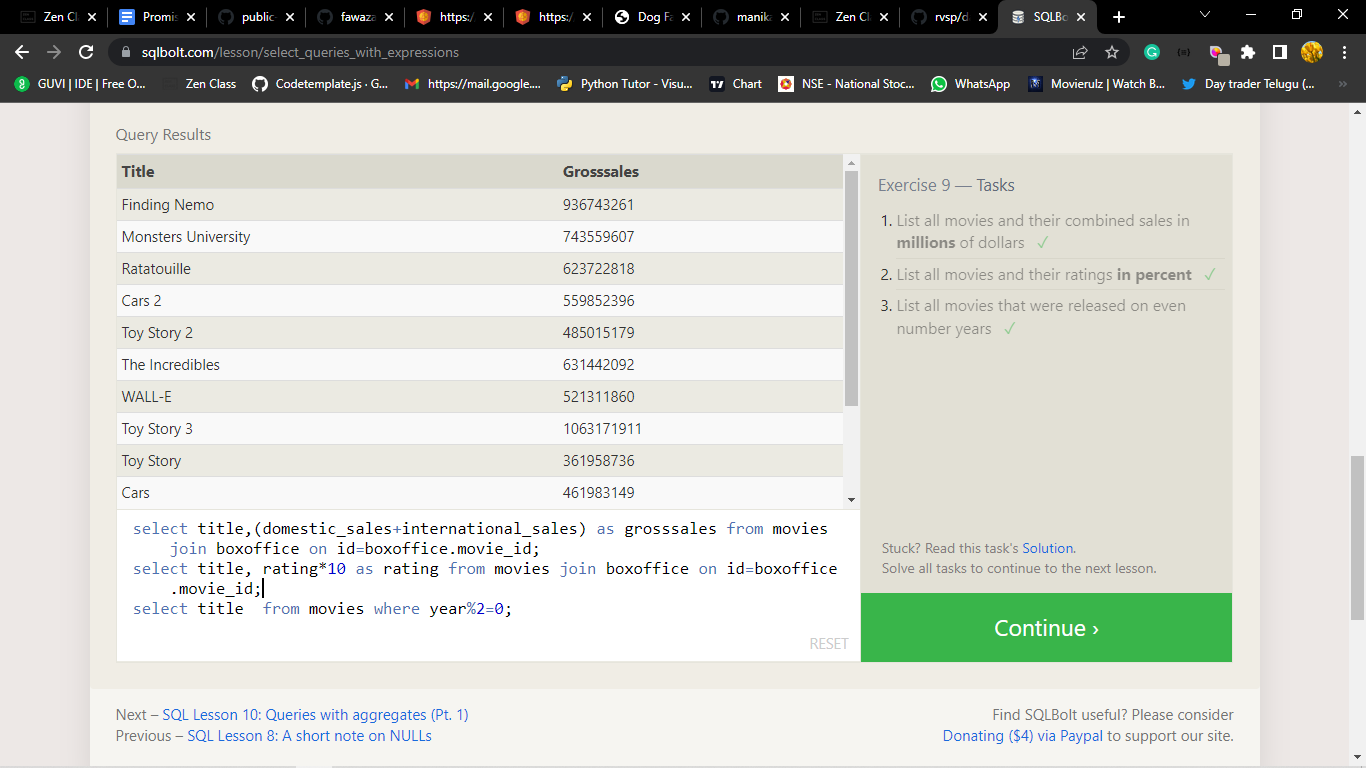 Zen Cl
Promis
public-
fawaza
https:/
https:/
Dog Fa
manika
Zen Cl
rvsp/d
SQLBo
sqlbolt.com/lesson/select_queries_with_expressions
GUVI | IDE | Free O...
Zen Class
Codetemplate.js · G...
https://mail.google....
Python Tutor - Visu...
Chart
NSE - National Stoc...
WhatsApp
Movierulz | Watch B...
Day trader Telugu (...
»
Query Results
Title Grosssales
Finding Nemo 936743261
Monsters University 743559607
Ratatouille 623722818
Cars 2 559852396
Toy Story 2 485015179
The Incredibles 631442092
WALL-E 521311860
Toy Story 3 1063171911
Toy Story 361958736
Cars 461983149
select title,(domestic_sales+international_sales) as grosssales from movies
join boxoffice on id=boxoffice.movie_id;
select title, rating*10 as rating from movies join boxoffice on id=boxoffice
.movie_id;
select title  from movies where year%2=0;
RESET
Exercise 9 — Tasks
1. List all movies and their combined sales in
millions of dollars ✓
2. List all movies and their ratings in percent ✓
3. List all movies that were released on even
number years ✓
Stuck? Read this task's Solution.
Solve all tasks to continue to the next lesson.
Continue ›
Next – SQL Lesson 10: Queries with aggregates (Pt. 1)
Previous – SQL Lesson 8: A short note on NULLs
Find SQLBolt useful? Please consider
Donating ($4) via Paypal to support our site.